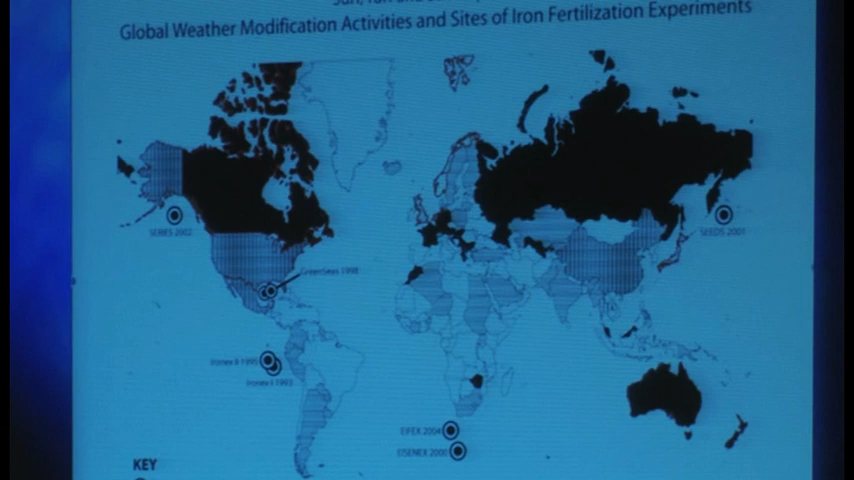 Global Weather Modification Activities and Sites of Iron Fertilization Experiments
SERIES 2002
SEEDS 2001
GreenSeas 1998
Ironex II 1995
Ironex I 1993
EIFEX 2004
EISENEX 2000
KEY